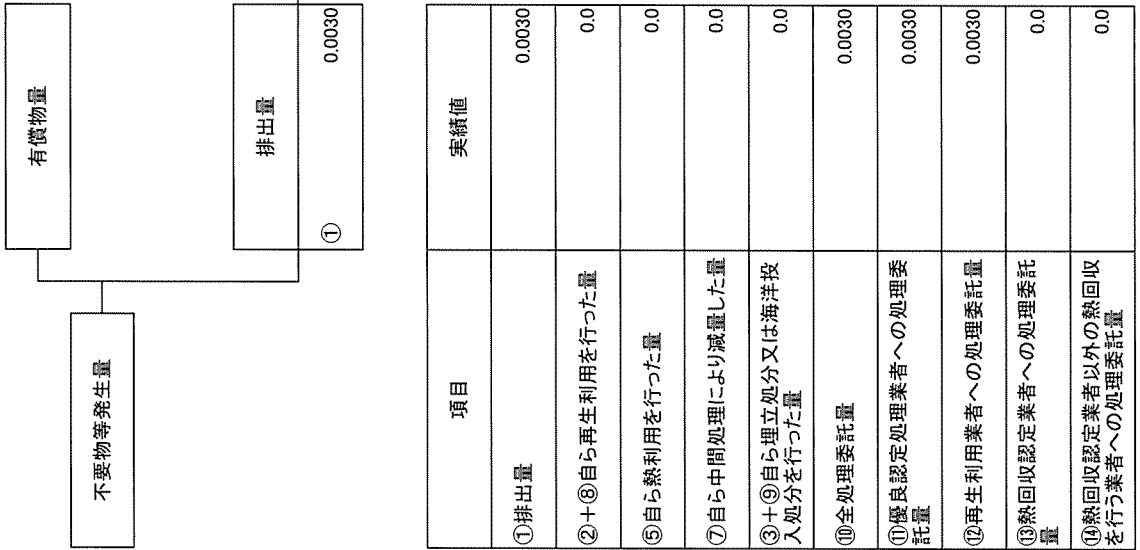 有償物量
不要物等発生量
排出量
① 0.0030
項目 実績値
①排出量 0.0030
②+⑧自ら再生利用を行った量 0.0
⑤自ら熱利用を行った量 0.0
⑦自ら中間処理により減量した量 0.0
③+⑨自ら埋立処分又は海洋投
入処分を行った量 0.0
⑩全処理委託量 0.0030
⑪優良認定処理業者への処理委
託量 0.0030
⑫再生利用業者への処理委託量 0.0030
⑬熱回収認定業者への処理委託
量 0.0
⑭熱回収認定業者以外の熱回収
を行う業者への処理委託量 0.0